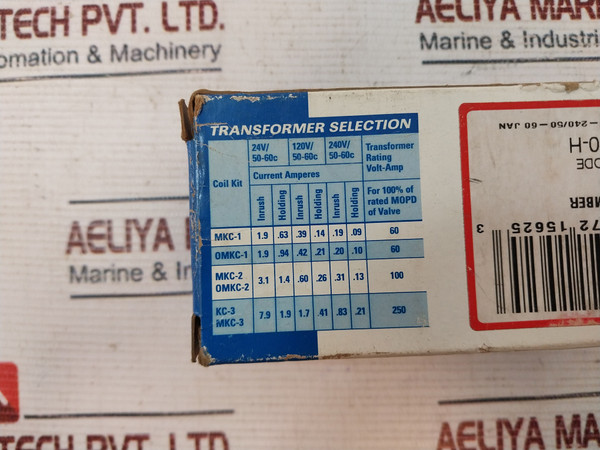 TECH PVT. LTD.
omation & Machinery
AELIYA MAR
Marine & Industri
TRANSFORMER SELECTION
Coil Kit
24V/ 50-60c
120V/ 50-60c
240V/ 50-60c
Transformer Rating Volt-Amp
Current Amperes
Inrush Holding Inrush Holding Inrush Holding
For 100% of rated MOPD of Valve
MKC-1 1.9 .63 .39 .14 .19 .09 60
OMKC-1 1.9 .94 .42 .21 .20 .10 60
MKC-2 OMKC-2 3.1 1.4 .60 .26 .31 .13 100
KC-3 MKC-3 7.9 1.9 1.7 .41 .83 .21 250
240/50-60 JAN
0-H
ODE
MBER
72 15625 3
AELIYA M
Marine & In
TECH PVT. LTD.
AELIYA MAR
Marine & Industri